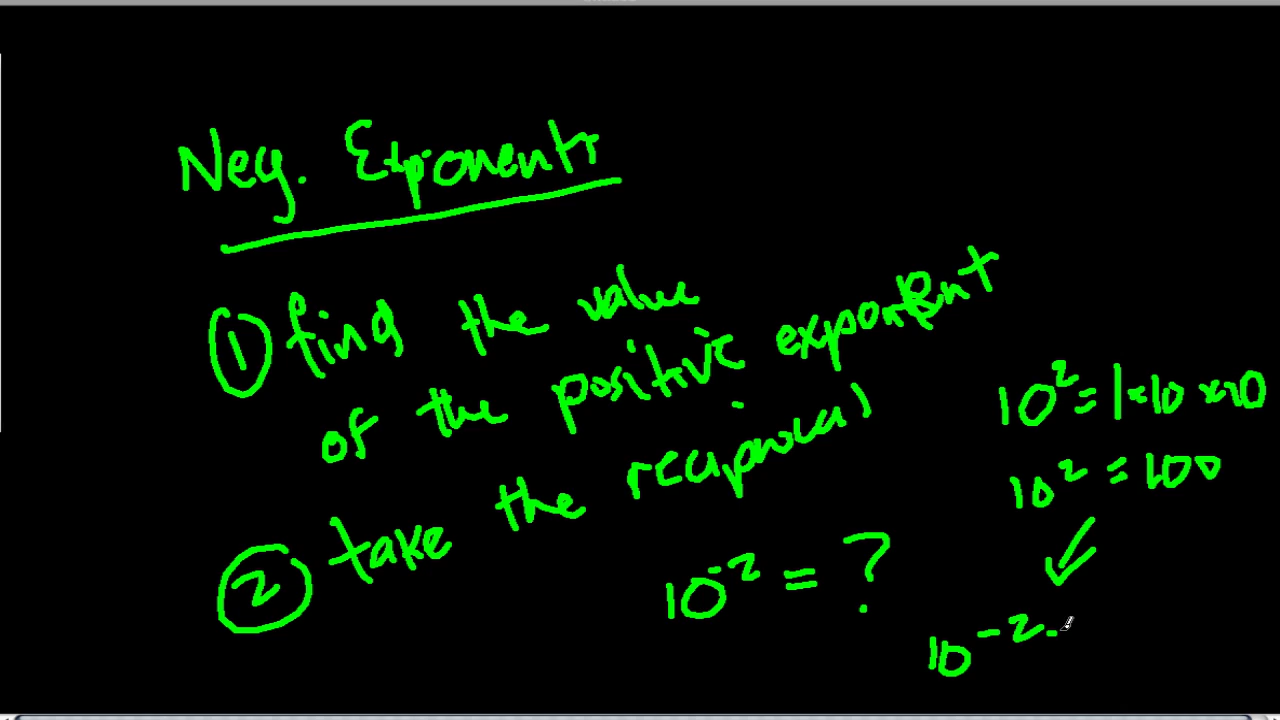 Neg. Exponents
① find the value
of the positive exponent
② take the reciprocal
10² = 1×10×10
10² = 100
10⁻² = ?
10⁻²